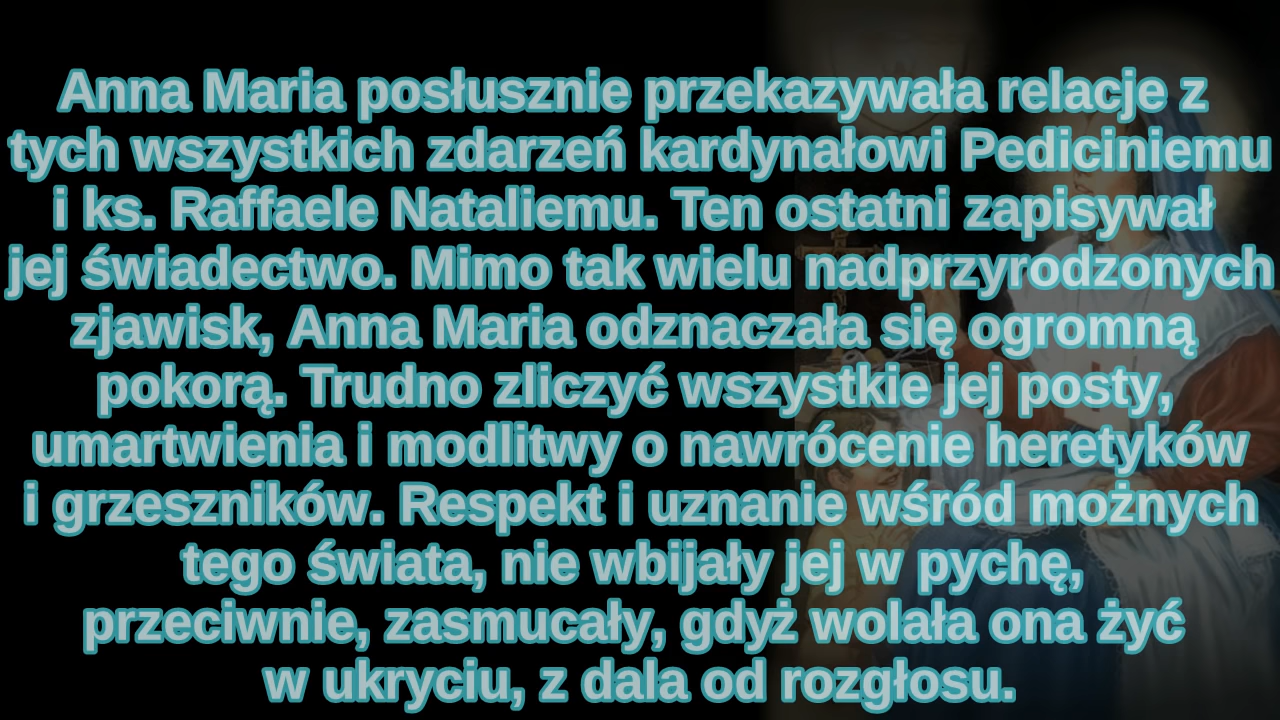 Anna Maria posłusznie przekazywała relacje z
tych wszystkich zdarzeń kardynałowi Pediciniemu
i ks. Raffaele Nataliemu. Ten ostatni zapisywał
jej świadectwo. Mimo tak wielu nadprzyrodzonych
zjawisk, Anna Maria odznaczała się ogromną
pokorą. Trudno zliczyć wszystkie jej posty,
umartwienia i modlitwy o nawrócenie heretyków
i grzeszników. Respekt i uznanie wśród możnych
tego świata, nie wbijały jej w pychę,
przeciwnie, zasmucały, gdyż wolała ona żyć
w ukryciu, z dala od rozgłosu.